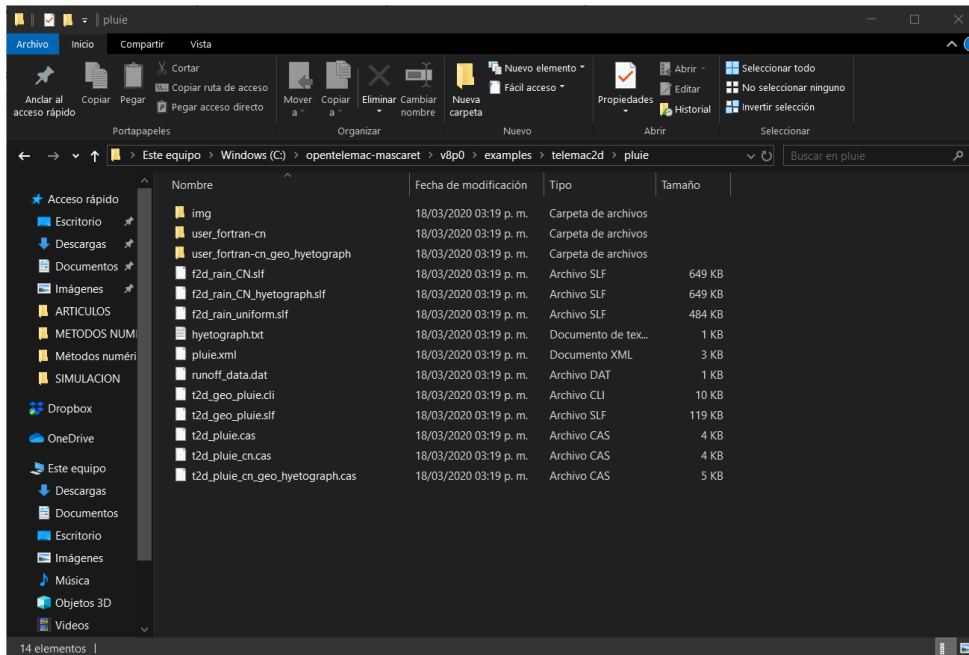 pluie
Archivo Inicio Compartir Vista
Anclar al acceso rápido
Copiar
Pegar
Cortar
Copiar ruta de acceso
Pegar acceso directo
Portapapeles
Mover a
Copiar a
Eliminar
Cambiar nombre
Organizar
Nueva carpeta
Nuevo elemento
Fácil acceso
Nuevo
Propiedades
Abrir
Editar
Historial
Abrir
Seleccionar todo
No seleccionar ninguno
Invertir selección
Seleccionar
Este equipo > Windows (C:) > opentelemac-mascaret > v8p0 > examples > telemac2d > pluie
Buscar en pluie
Acceso rápido
Escritorio
Descargas
Documentos
Imágenes
ARTICULOS
METODOS NUMI
Métodos numéri
SIMULACION
Dropbox
OneDrive
Este equipo
Descargas
Documentos
Escritorio
Imágenes
Música
Objetos 3D
Videos
Nombre Fecha de modificación Tipo Tamaño
img 18/03/2020 03:19 p. m. Carpeta de archivos
user_fortran-cn 18/03/2020 03:19 p. m. Carpeta de archivos
user_fortran-cn_geo_hyetograph 18/03/2020 03:19 p. m. Carpeta de archivos
f2d_rain_CN.slf 18/03/2020 03:19 p. m. Archivo SLF 649 KB
f2d_rain_CN_hyetograph.slf 18/03/2020 03:19 p. m. Archivo SLF 649 KB
f2d_rain_uniform.slf 18/03/2020 03:19 p. m. Archivo SLF 484 KB
hyetograph.txt 18/03/2020 03:19 p. m. Documento de tex... 1 KB
pluie.xml 18/03/2020 03:19 p. m. Documento XML 3 KB
runoff_data.dat 18/03/2020 03:19 p. m. Archivo DAT 1 KB
t2d_geo_pluie.cli 18/03/2020 03:19 p. m. Archivo CLI 10 KB
t2d_geo_pluie.slf 18/03/2020 03:19 p. m. Archivo SLF 119 KB
t2d_pluie.cas 18/03/2020 03:19 p. m. Archivo CAS 4 KB
t2d_pluie_cn.cas 18/03/2020 03:19 p. m. Archivo CAS 4 KB
t2d_pluie_cn_geo_hyetograph.cas 18/03/2020 03:19 p. m. Archivo CAS 5 KB
14 elementos